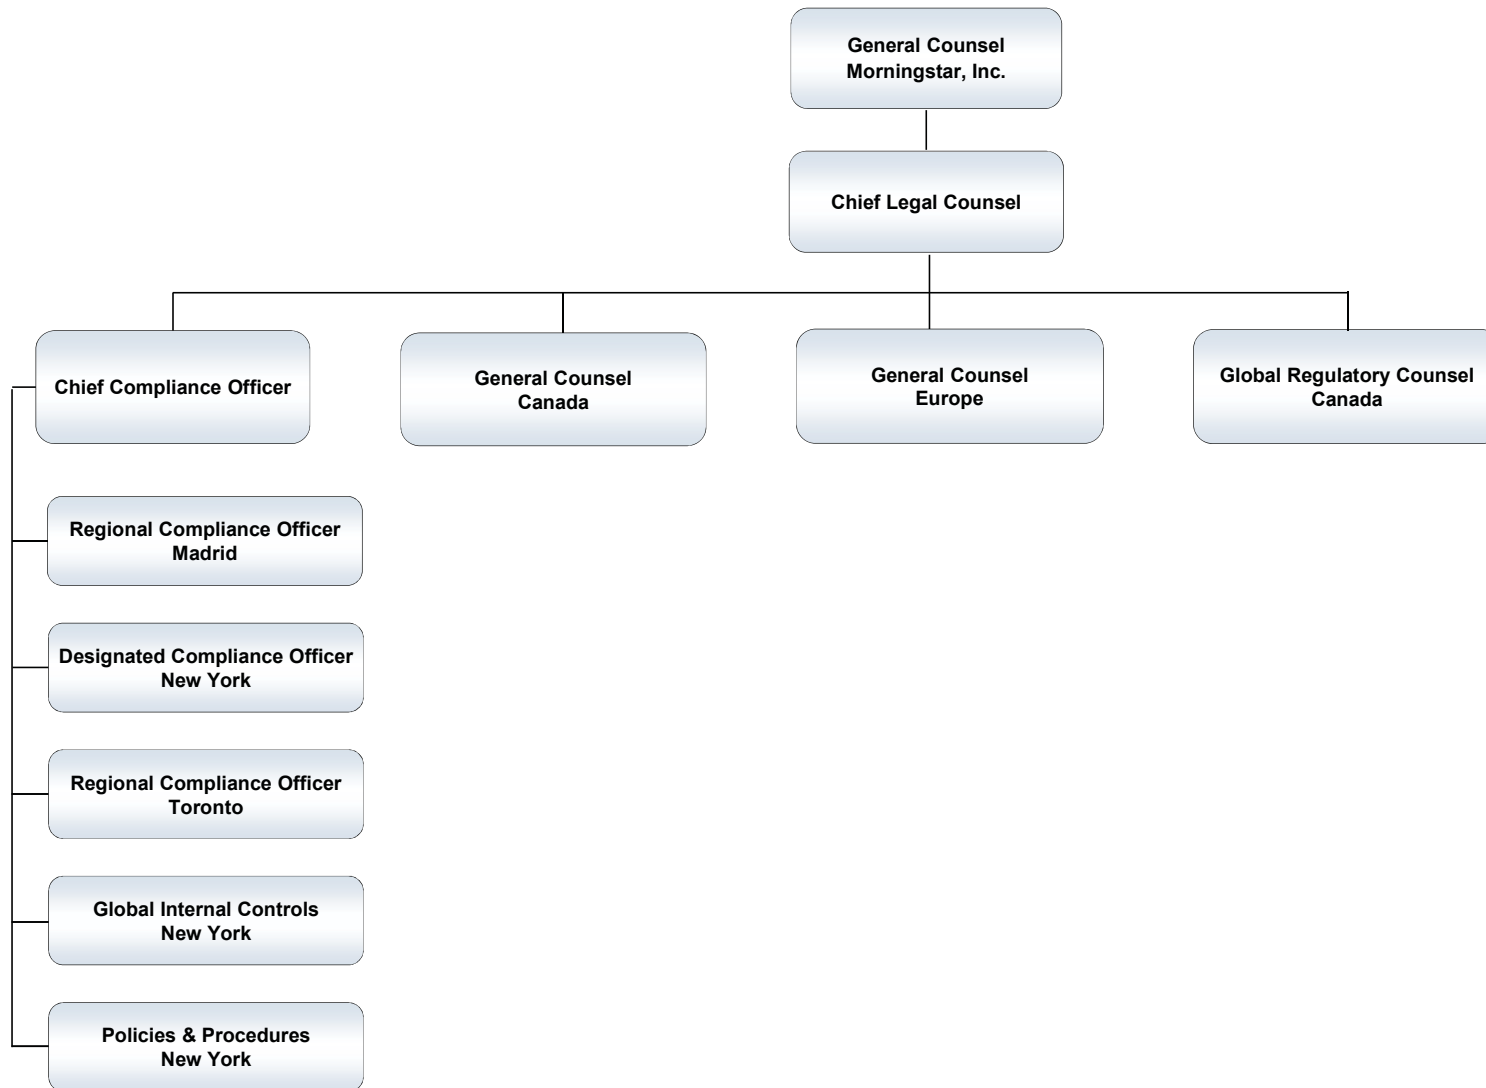 General Counsel
Morningstar, Inc.
Chief Legal Counsel
Chief Compliance Officer
General Counsel
Canada
General Counsel
Europe
Global Regulatory Counsel
Canada
Regional Compliance Officer
Madrid
Designated Compliance Officer
New York
Regional Compliance Officer
Toronto
Global Internal Controls
New York
Policies & Procedures
New York